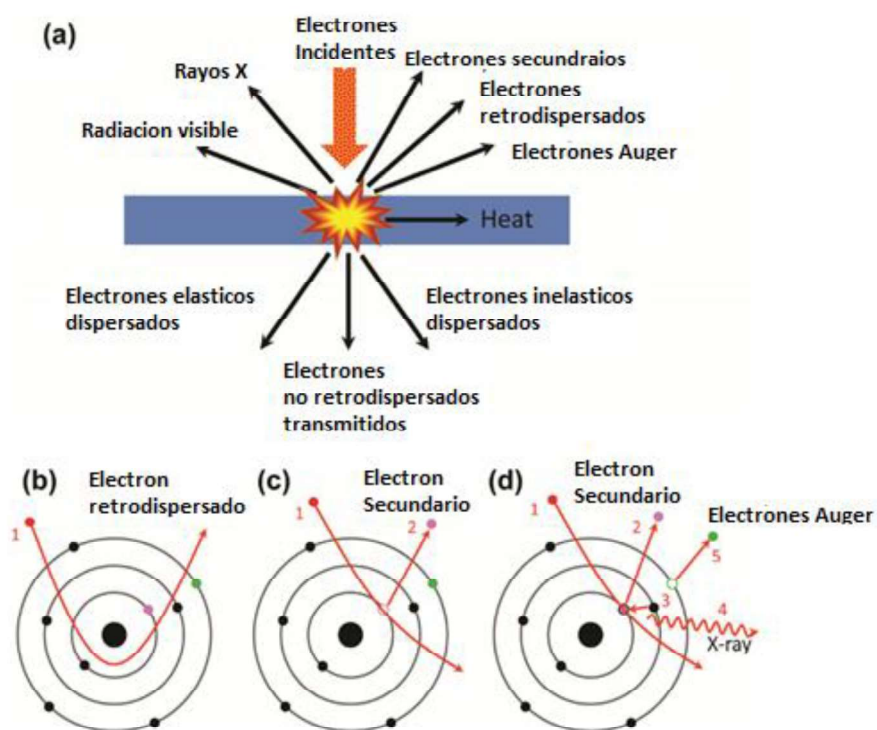 (a)
Electrones
Incidentes
Rayos X
Electrones secundraios
Electrones
retrodispersados
Radiacion visible
Electrones Auger
Heat
Electrones elasticos
dispersados
Electrones inelasticos
dispersados
Electrones
no retrodispersados
transmitidos
(b)
Electron
retrodispersado
1
(c)
Electron
Secundario
1
2
(d)
Electron
Secundario
Electrones Auger
1
2
5
3
4
X-ray